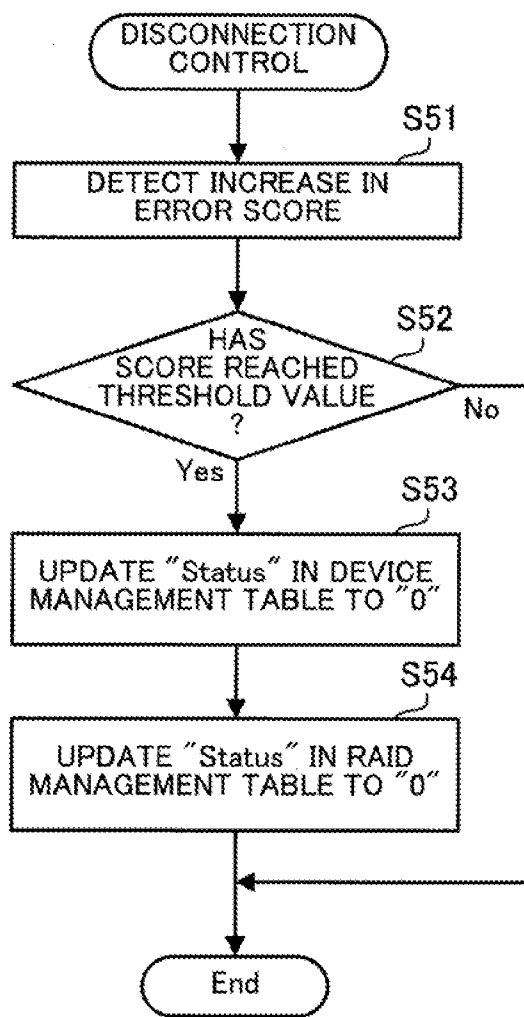 DISCONNECTION
CONTROL
S51
DETECT INCREASE IN
ERROR SCORE
S52
HAS
SCORE REACHED
THRESHOLD VALUE
?
No
Yes
S53
UPDATE "Status" IN DEVICE
MANAGEMENT TABLE TO "0"
S54
UPDATE "Status" IN RAID
MANAGEMENT TABLE TO "0"
End